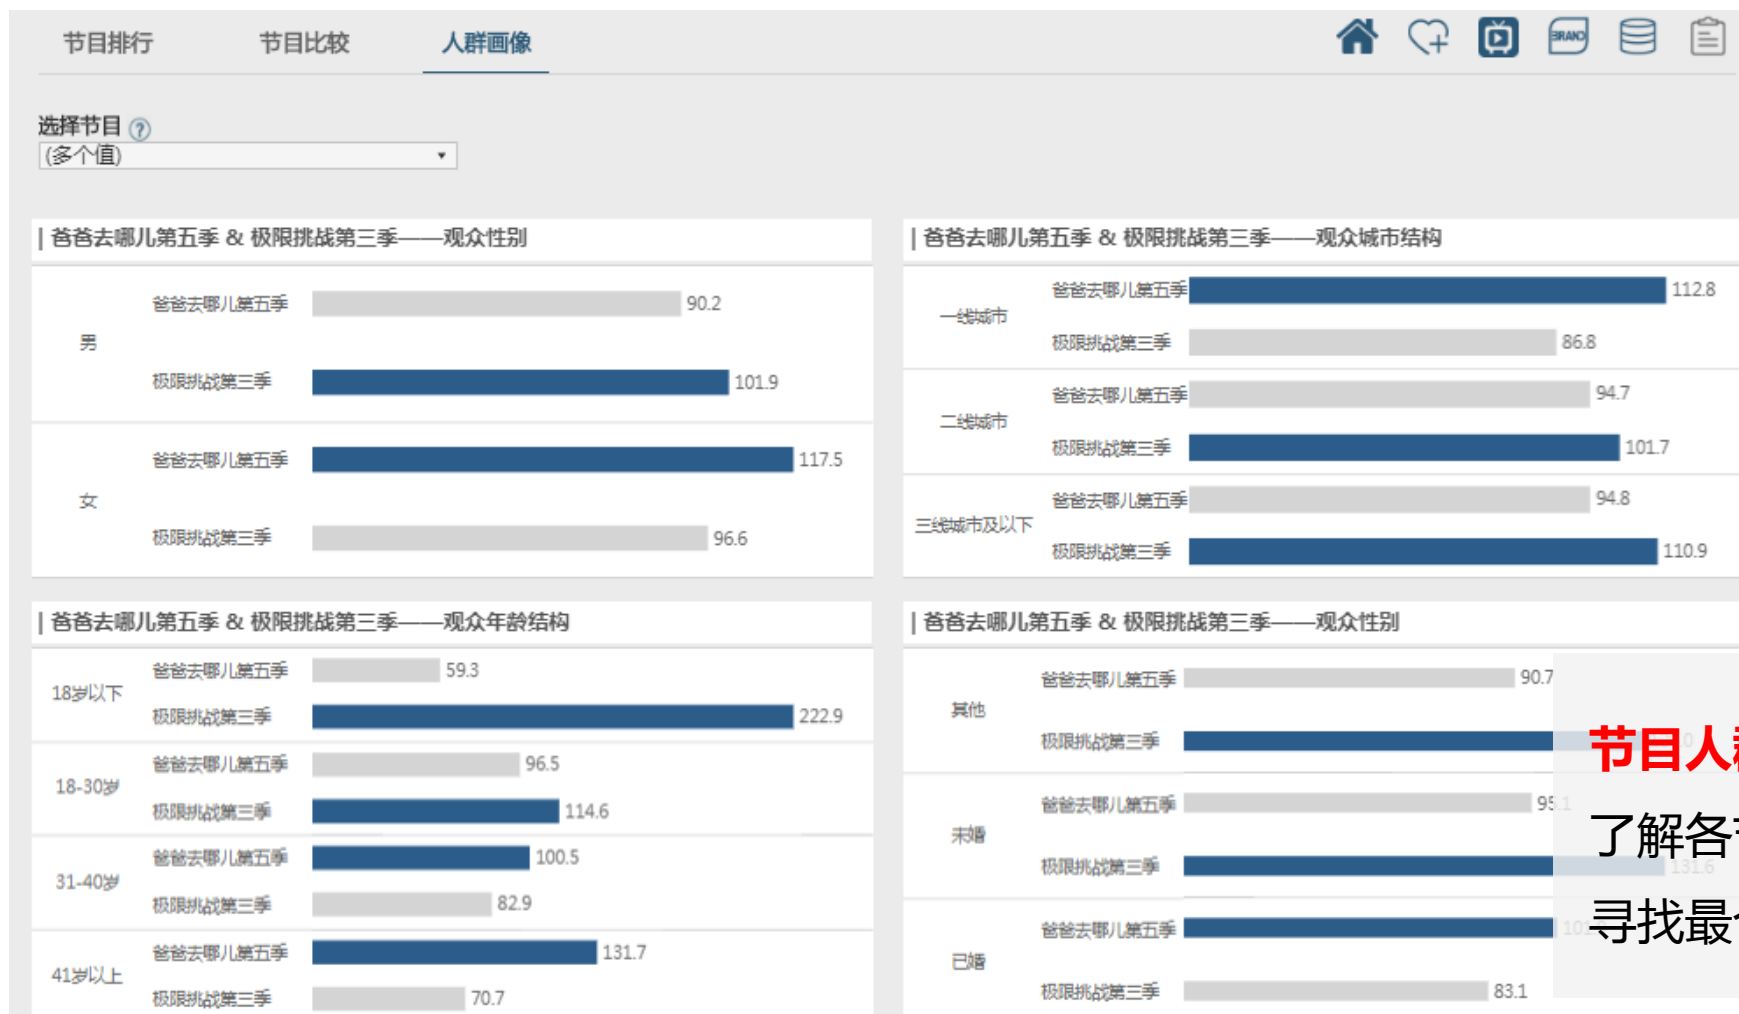 节目排行 节目比较 人群画像 BRAND
选择节目 ?
(多个值)
爸爸去哪儿第五季 & 极限挑战第三季——观众性别
男
爸爸去哪儿第五季 90.2
极限挑战第三季 101.9
女
爸爸去哪儿第五季 117.5
极限挑战第三季 96.6
爸爸去哪儿第五季 & 极限挑战第三季——观众城市结构
一线城市
爸爸去哪儿第五季 112.8
极限挑战第三季 86.8
二线城市
爸爸去哪儿第五季 94.7
极限挑战第三季 101.7
三线城市及以下
爸爸去哪儿第五季 94.8
极限挑战第三季 110.9
爸爸去哪儿第五季 & 极限挑战第三季——观众年龄结构
18岁以下
爸爸去哪儿第五季 59.3
极限挑战第三季 222.9
18-30岁
爸爸去哪儿第五季 96.5
极限挑战第三季 114.6
31-40岁
爸爸去哪儿第五季 100.5
极限挑战第三季 82.9
41岁以上
爸爸去哪儿第五季 131.7
极限挑战第三季 70.7
爸爸去哪儿第五季 & 极限挑战第三季——观众性别
其他
爸爸去哪儿第五季 90.7
极限挑战第三季
未婚
爸爸去哪儿第五季 95.1
极限挑战第三季 131.6
已婚
爸爸去哪儿第五季
极限挑战第三季 83.1
节目人
了解各
寻找最